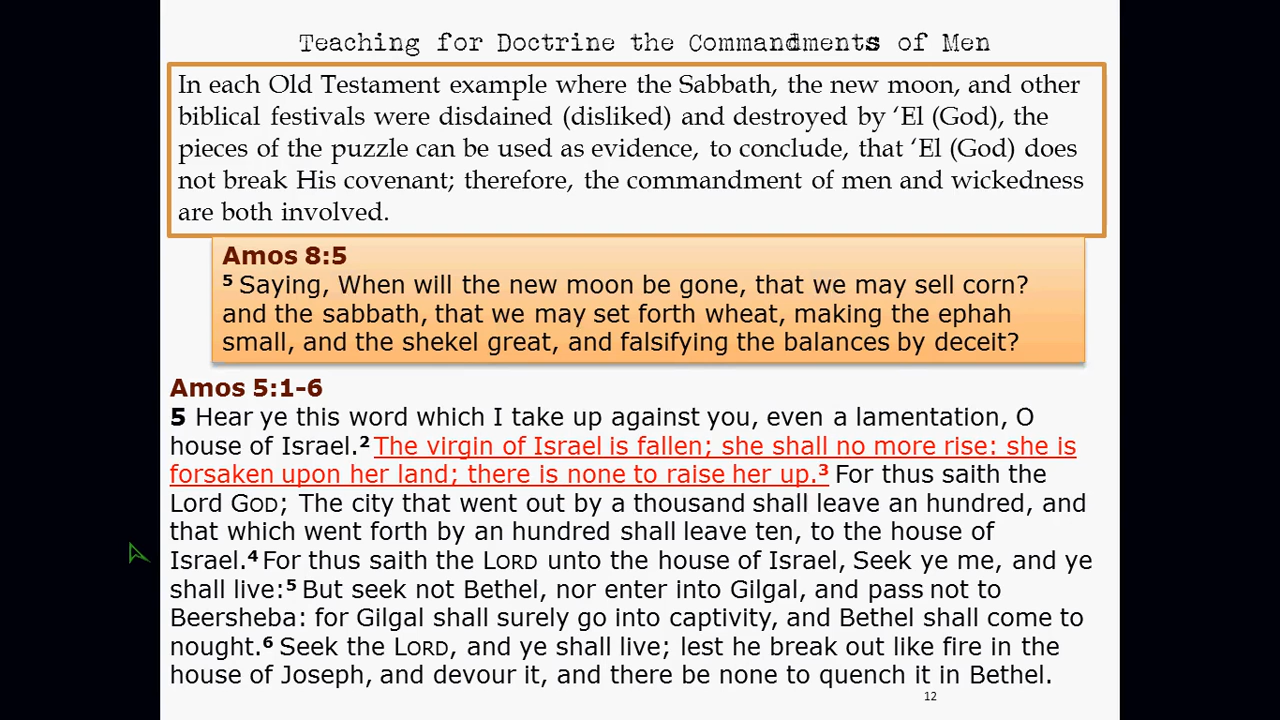 Teaching for Doctrine the Commandments of Men
In each Old Testament example where the Sabbath, the new moon, and other
biblical festivals were disdained (disliked) and destroyed by ‘El (God), the
pieces of the puzzle can be used as evidence, to conclude, that ‘El (God) does
not break His covenant; therefore, the commandment of men and wickedness
are both involved.
Amos 8:5
5 Saying, When will the new moon be gone, that we may sell corn?
and the sabbath, that we may set forth wheat, making the ephah
small, and the shekel great, and falsifying the balances by deceit?
Amos 5:1-6
5 Hear ye this word which I take up against you, even a lamentation, O
house of Israel.2 The virgin of Israel is fallen; she shall no more rise: she is
forsaken upon her land; there is none to raise her up.3 For thus saith the
Lord GOD; The city that went out by a thousand shall leave an hundred, and
that which went forth by an hundred shall leave ten, to the house of
Israel.4 For thus saith the LORD unto the house of Israel, Seek ye me, and ye
shall live:5 But seek not Bethel, nor enter into Gilgal, and pass not to
Beersheba: for Gilgal shall surely go into captivity, and Bethel shall come to
nought.6 Seek the LORD, and ye shall live; lest he break out like fire in the
house of Joseph, and devour it, and there be none to quench it in Bethel.
12